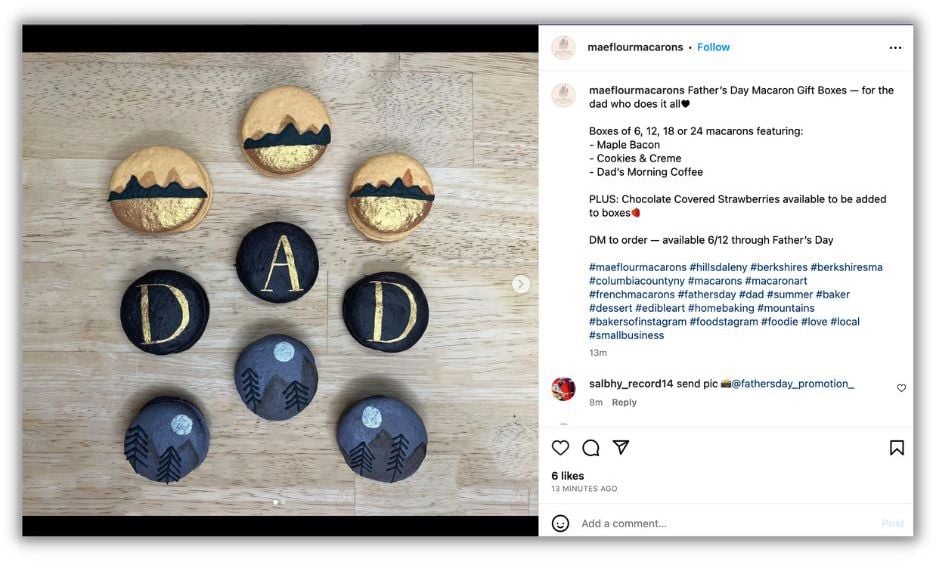 maeflourmacarons • Follow
maeflourmacarons Father's Day Macaron Gift Boxes — for the
dad who does it all🖤
Boxes of 6, 12, 18 or 24 macarons featuring:
- Maple Bacon
- Cookies & Creme
- Dad's Morning Coffee
PLUS: Chocolate Covered Strawberries available to be added
to boxes🍓
DM to order — available 6/12 through Father's Day
#maeflourmacarons #hillsdaleny #berkshires #berkshiresma
#columbiacountyny #macarons #macaronart
#frenchmacarons #fathersday #dad #summer #baker
#dessert #edibleart #homebaking #mountains
#bakersofinstagram #foodstagram #foodie #love #local
#smallbusiness
13m
salbhy_record14 send pic 📸@fathersday_promotion_
8m Reply
6 likes
13 MINUTES AGO
Add a comment...
Post
DAD